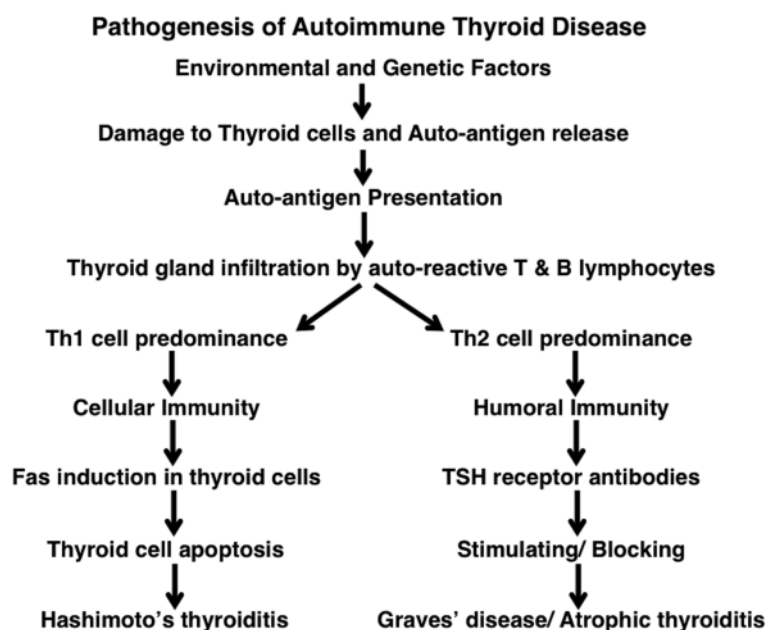 Pathogenesis of Autoimmune Thyroid Disease
Environmental and Genetic Factors
Damage to Thyroid cells and Auto-antigen release
Auto-antigen Presentation
Thyroid gland infiltration by auto-reactive T & B lymphocytes
Th1 cell predominance
Th2 cell predominance
Cellular Immunity
Humoral Immunity
Fas induction in thyroid cells
TSH receptor antibodies
Thyroid cell apoptosis
Stimulating/ Blocking
Hashimoto's thyroiditis
Graves' disease/ Atrophic thyroiditis